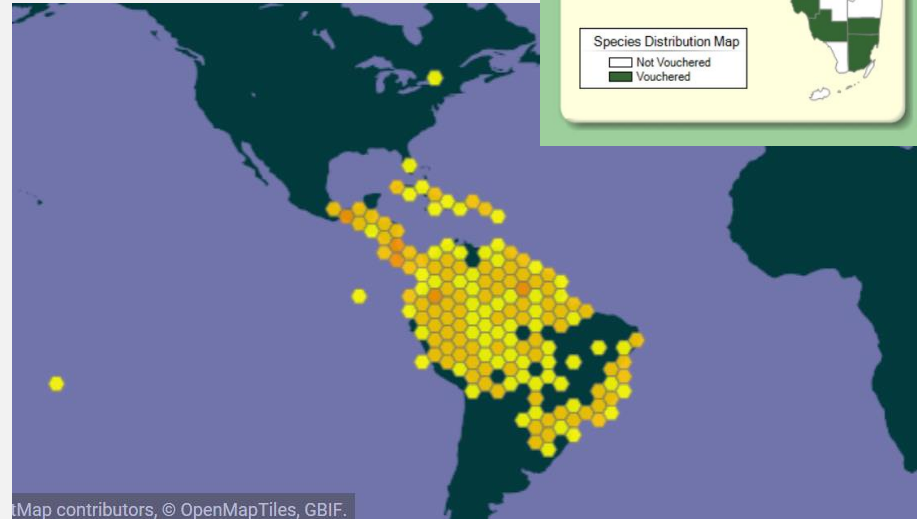 Species Distribution Map
Not Vouchered
Vouchered
tMap contributors, © OpenMapTiles, GBIF.